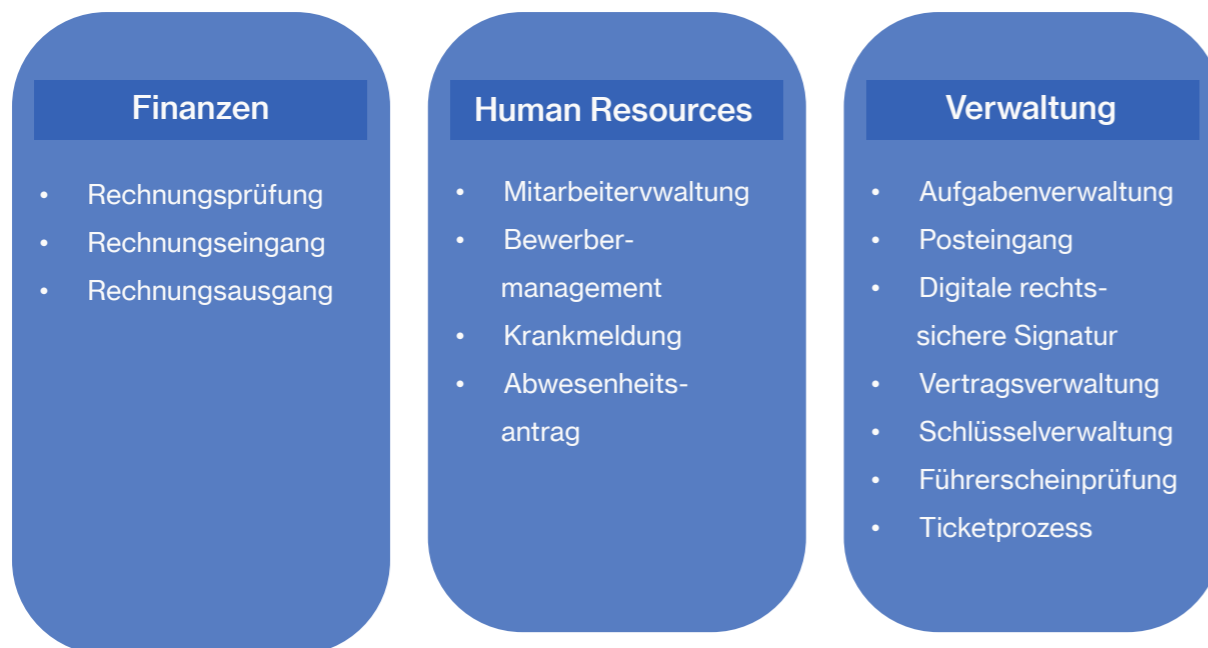 Finanzen
• Rechnungsprüfung
• Rechnungseingang
• Rechnungsausgang
Human Resources
• Mitarbeitervwaltung
• Bewerber-
management
• Krankmeldung
• Abwesenheits-
antrag
Verwaltung
• Aufgabenverwaltung
• Posteingang
• Digitale rechts-
sichere Signatur
• Vertragsverwaltung
• Schlüsselverwaltung
• Führerscheinprüfung
• Ticketprozess